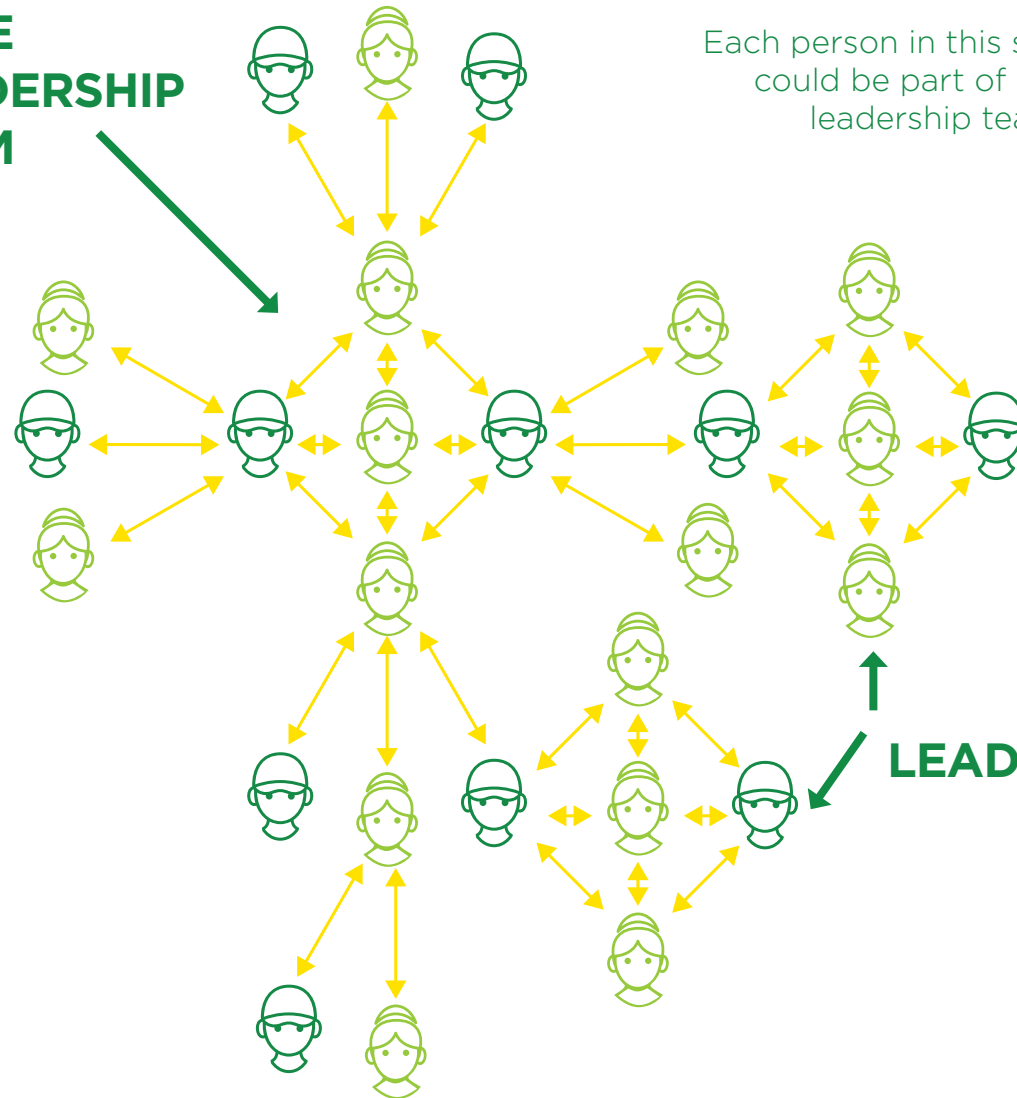 E
DERSHIP
M
Each person in this s
could be part of
leadership tea
LEAD